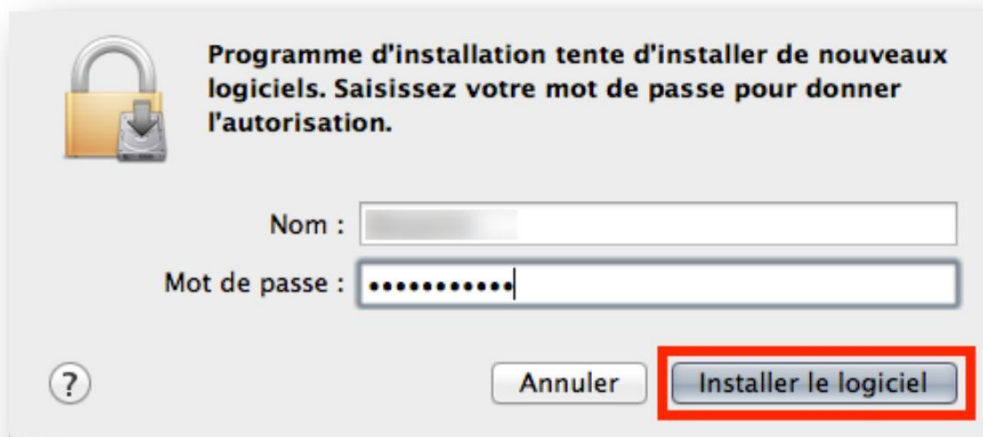 Programme d'installation tente d'installer de nouveaux
logiciels. Saisissez votre mot de passe pour donner
l'autorisation.
Nom :
Mot de passe : •••••••••••
? Annuler Installer le logiciel